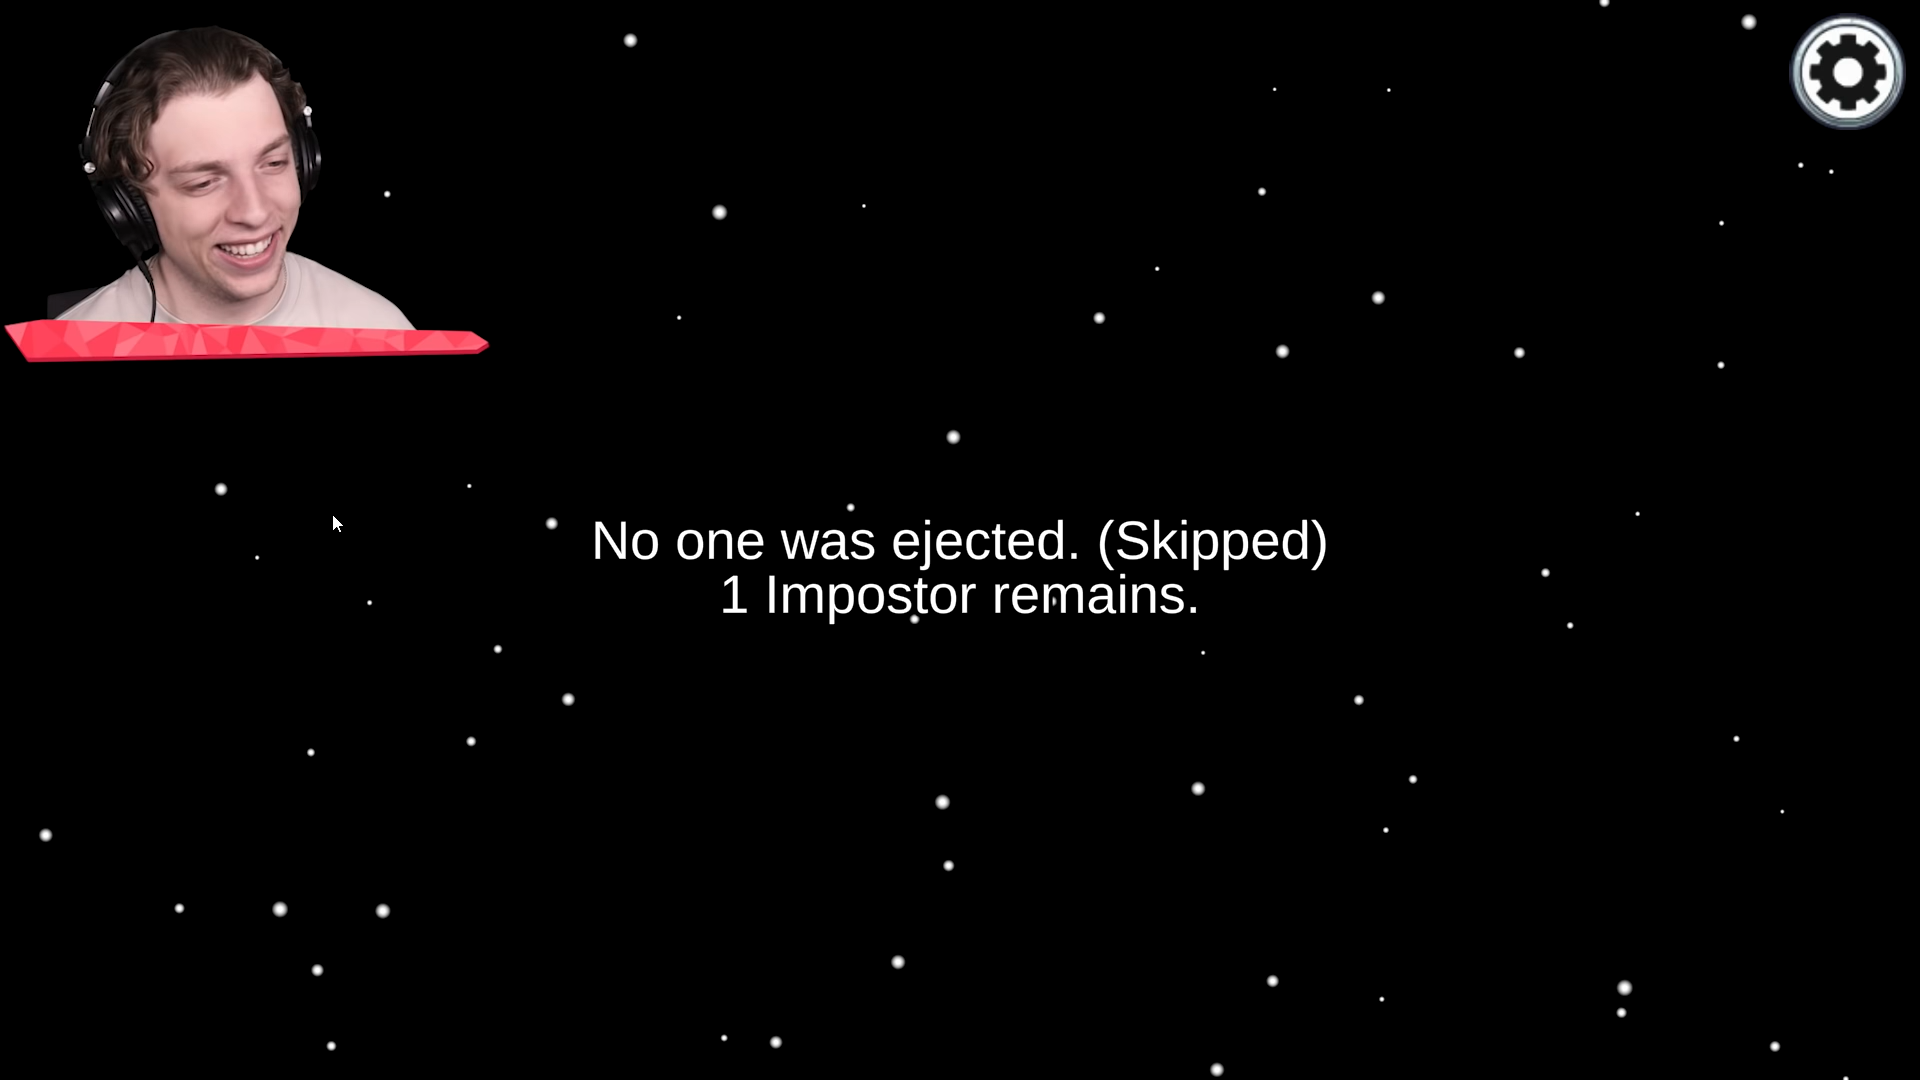 No one was ejected. (Skipped)
1 Impostor remains.